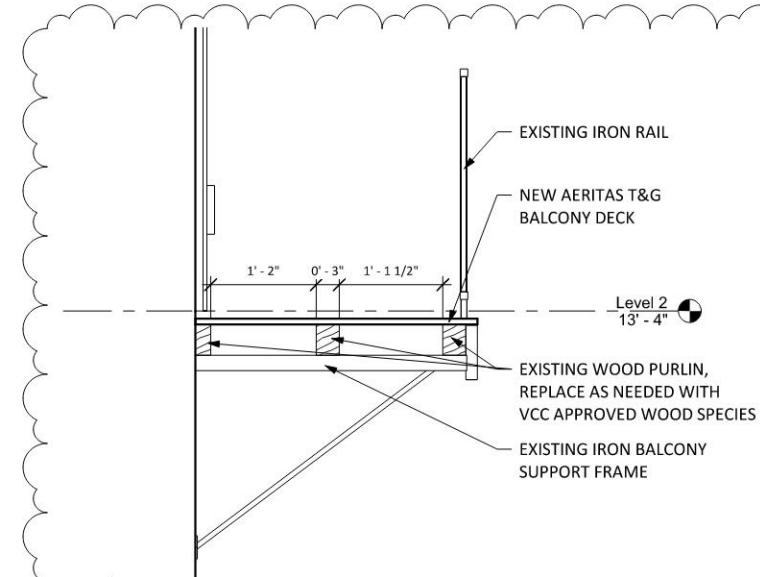 EXISTING IRON RAIL
NEW AERITAS T&G
BALCONY DECK
1' - 2" 0' - 3" 1' - 1 1/2"
Level 2
13' - 4"
EXISTING WOOD PURLIN,
REPLACE AS NEEDED WITH
VCC APPROVED WOOD SPECIES
EXISTING IRON BALCONY
SUPPORT FRAME